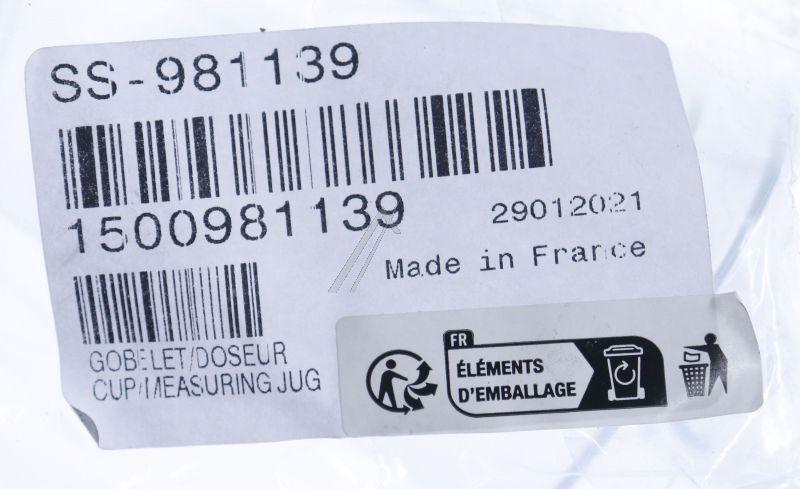 SS-981139
1500981139
29012021
Made in France
GOBELET/DOSEUR
CUP/MEASURING JUG
FR
ÉLÉMENTS
D'EMBALLAGE